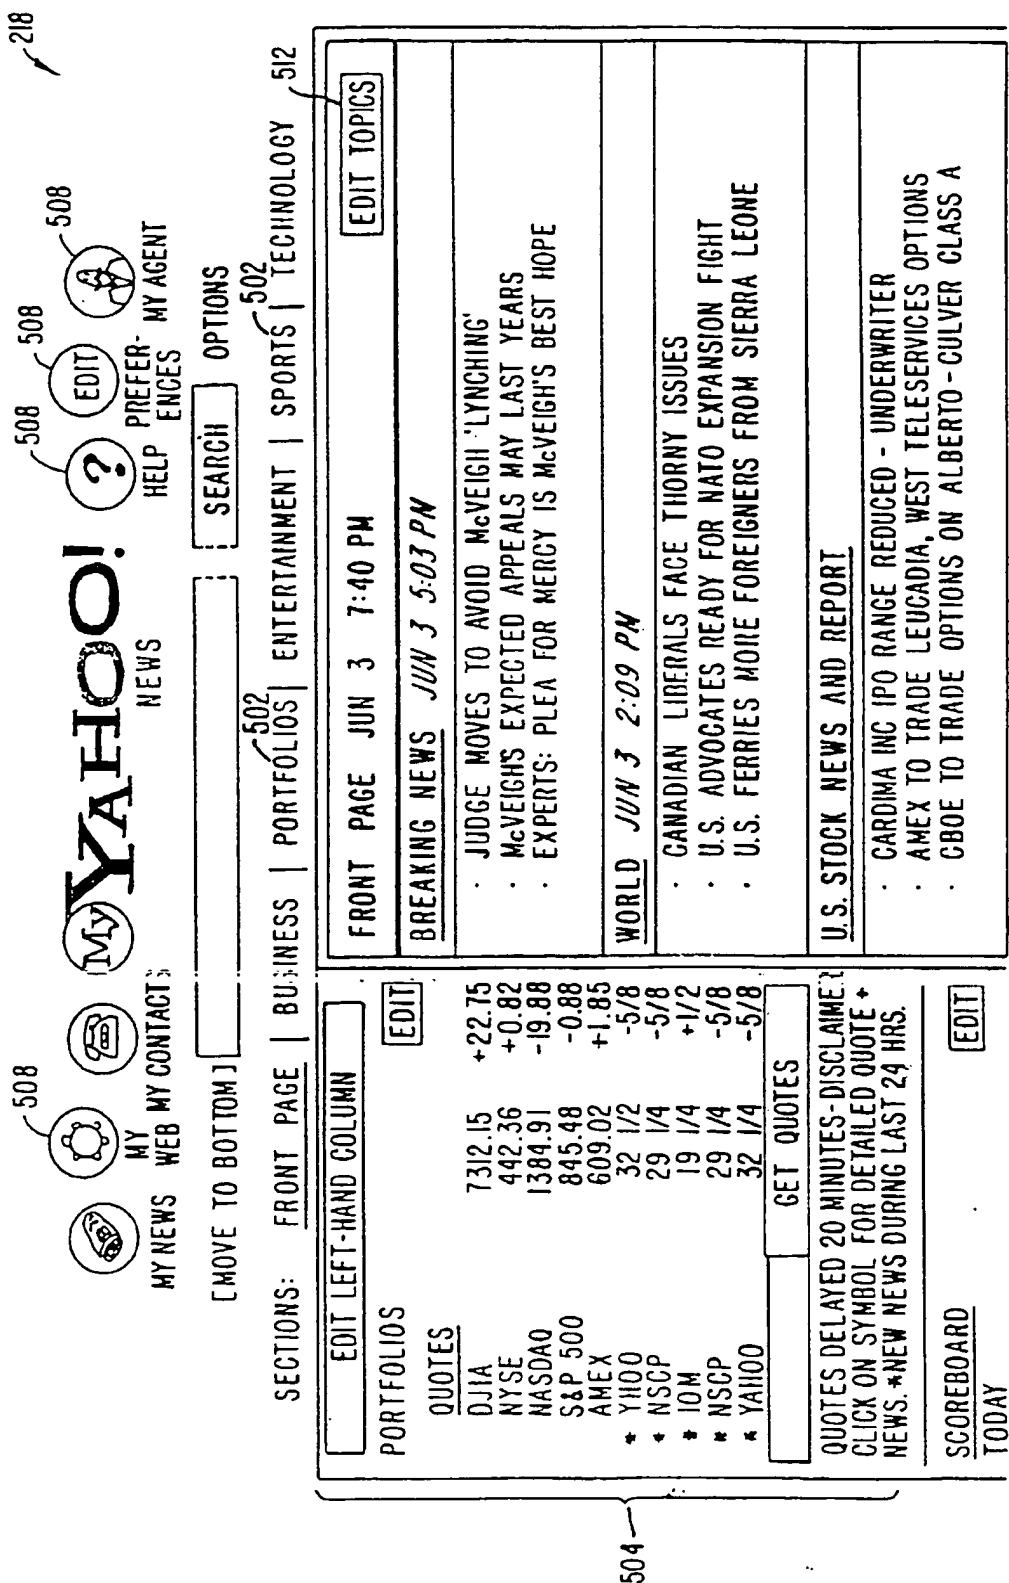 218
508
508
508
508
MY NEWS
MY WEB
MY CONTACTS
My YAHOO!
NEWS
HELP
EDIT
PREFER-
ENCES
MY AGENT
[MOVE TO BOTTOM]
SEARCH
OPTIONS
502
502
512
SECTIONS: FRONT PAGE | BUSINESS | PORTFOLIOS | ENTERTAINMENT | SPORTS | TECHNOLOGY
504
EDIT LEFT-HAND COLUMN
PORTFOLIOS EDIT
QUOTES
DJIA 7312.15 +22.75
NYSE 442.36 +0.82
NASDAQ 1384.91 -19.88
S&P 500 845.48 -0.88
AMEX 609.02 +1.85
* YHOO 32 1/2 -5/8
* NSCP 29 1/4 -5/8
* IOM 19 1/4 +1/2
* NSCP 29 1/4 -5/8
* YAHOO 32 1/4 -5/8
GET QUOTES
QUOTES DELAYED 20 MINUTES-DISCLAIMER
CLICK ON SYMBOL FOR DETAILED QUOTE +
NEWS. *NEW NEWS DURING LAST 24 HRS.
SCOREBOARD EDIT
TODAY
FRONT PAGE JUN 3 7:40 PM EDIT TOPICS
BREAKING NEWS JUN 3 5:03 PM
· JUDGE MOVES TO AVOID McVEIGH 'LYNCHING'
· McVEIGHS EXPECTED APPEALS MAY LAST YEARS
· EXPERTS: PLEA FOR MERCY IS McVEIGH'S BEST HOPE
WORLD JUN 3 2:09 PM
· CANADIAN LIBERALS FACE THORNY ISSUES
· U.S. ADVOCATES READY FOR NATO EXPANSION FIGHT
· U.S. FERRIES MORE FOREIGNERS FROM SIERRA LEONE
U.S. STOCK NEWS AND REPORT
· CARDIMA INC IPO RANGE REDUCED - UNDERWRITER
· AMEX TO TRADE LEUCADIA, WEST TELESERVICES OPTIONS
· CBOE TO TRADE OPTIONS ON ALBERTO-CULVER CLASS A